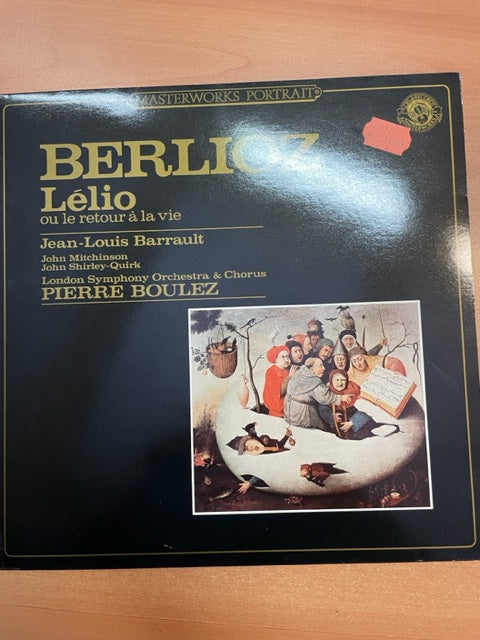 MASTERWORKS PORTRAIT
BERLIOZ
Lélio
ou le retour à la vie
Jean-Louis Barrault
John Mitchinson
John Shirley-Quirk
London Symphony Orchestra & Chorus
PIERRE BOULEZ